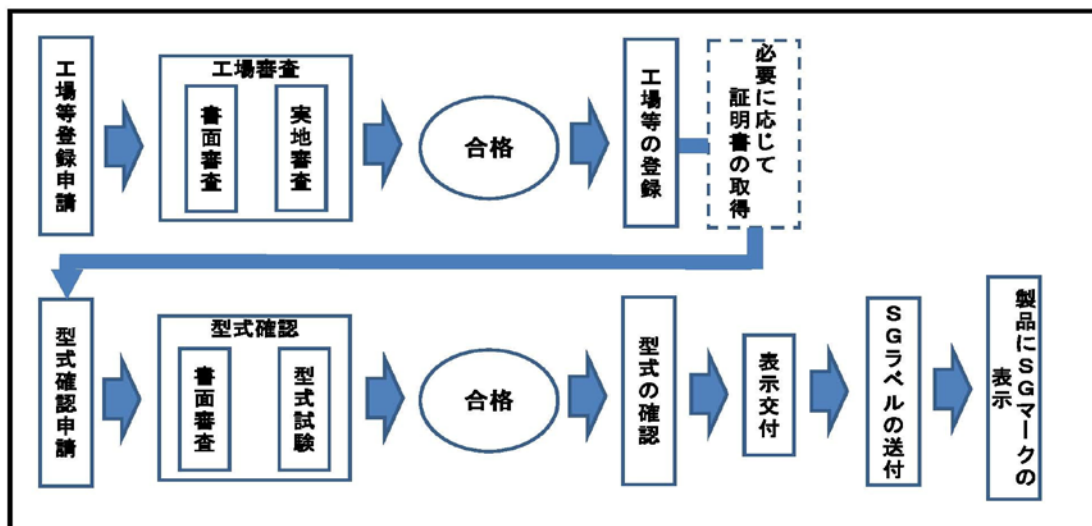 工場等登録申請
工場審査
書面審査
実地審査
合格
工場等の登録
必要に応じて
証明書の取得
型式確認申請
型式確認
書面審査
型式試験
合格
型式の確認
表示交付
SGラベルの送付
製品にSGマークの
表示